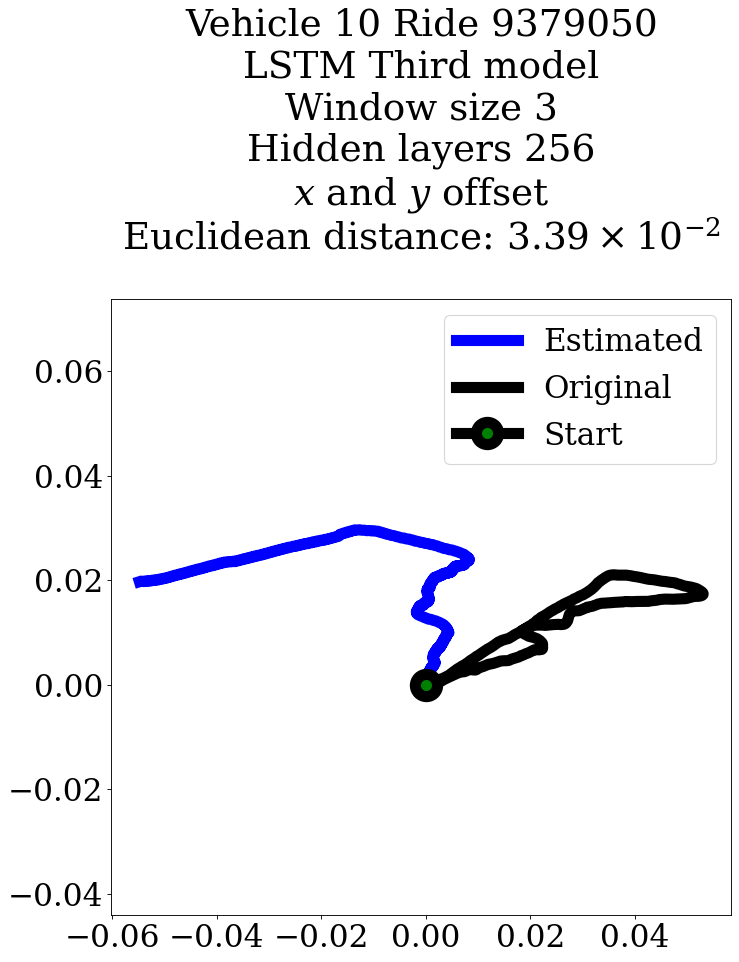 Vehicle 10 Ride 9379050
LSTM Third model
Window size 3
Hidden layers 256
x and y offset
Euclidean distance: 3.39 × 10⁻²
Estimated
Original
Start
0.06
0.04
0.02
0.00
−0.02
−0.04
−0.06 −0.04 −0.02 0.00 0.02 0.04